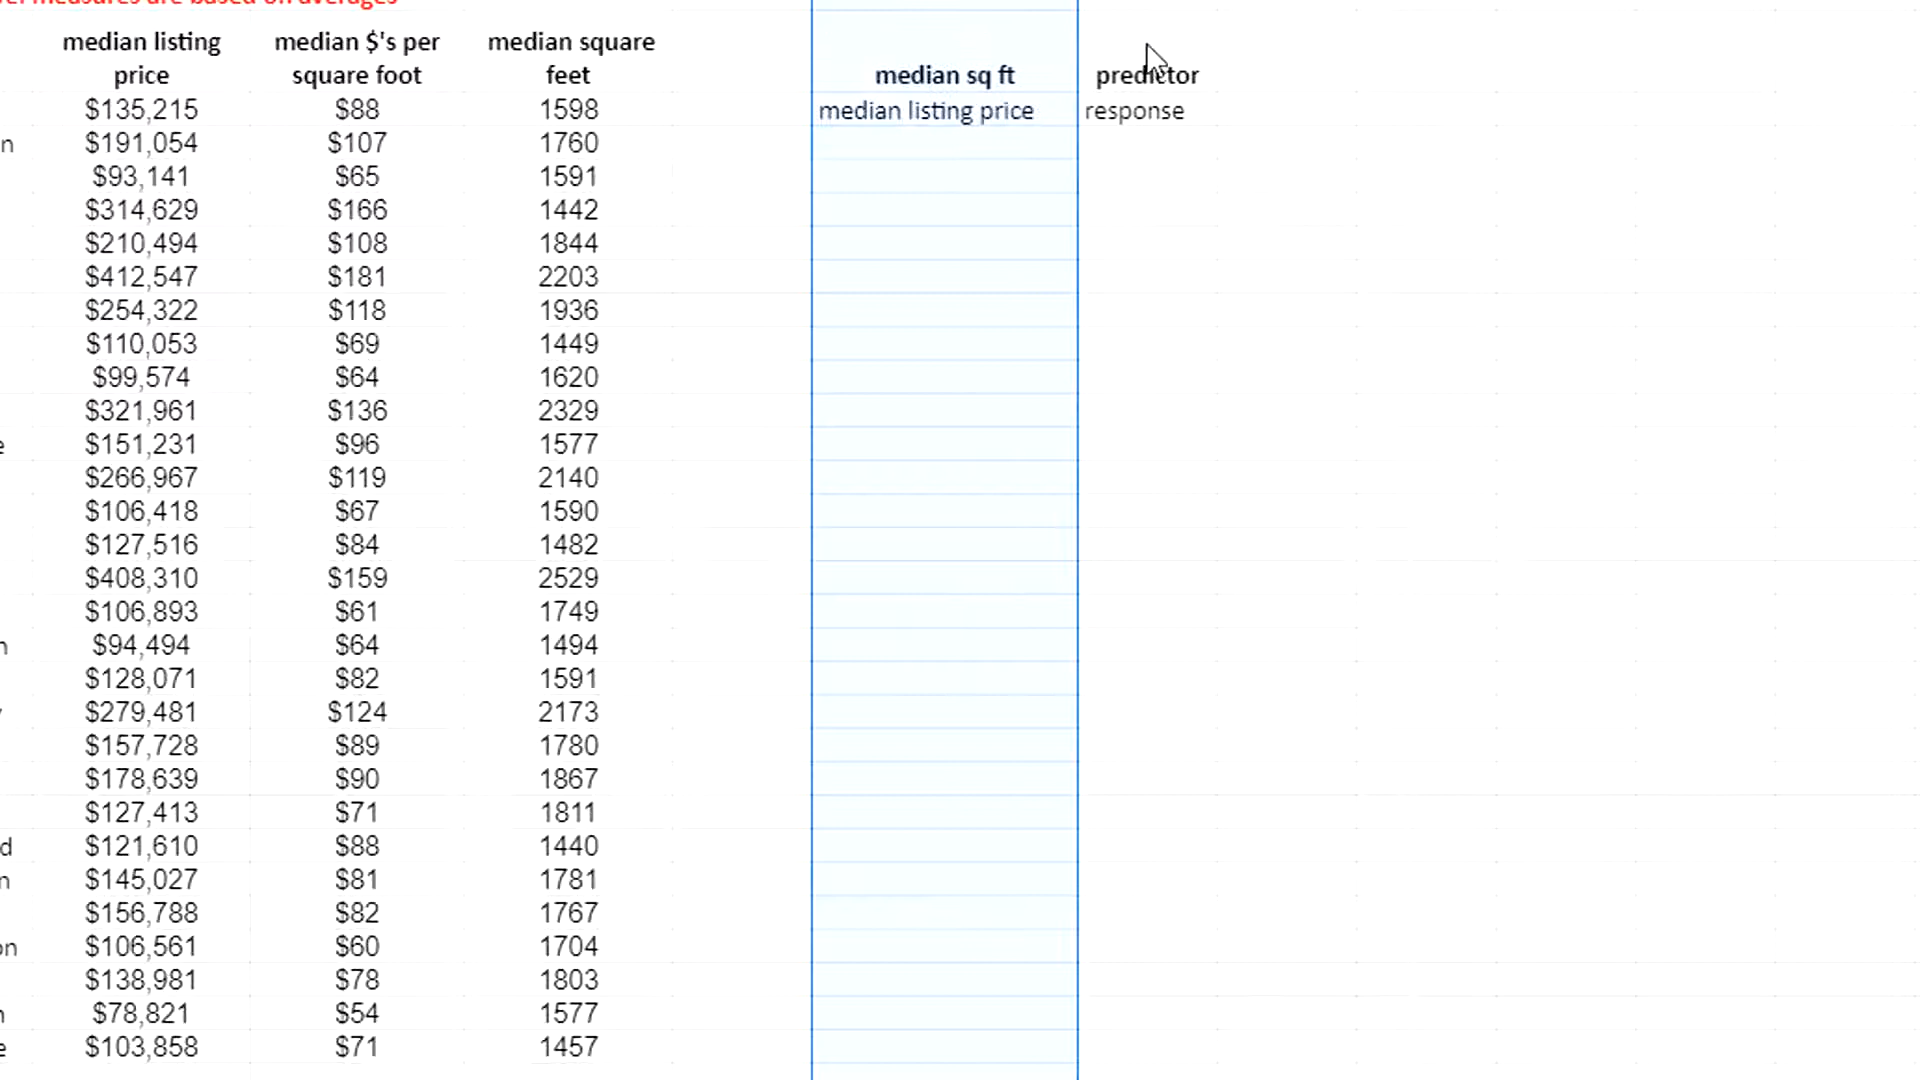 measures are based on averages
median listing price median $'s per square foot median square feet median sq ft predictor
$135,215 $88 1598 median listing price response
n $191,054 $107 1760
$93,141 $65 1591
$314,629 $166 1442
$210,494 $108 1844
$412,547 $181 2203
$254,322 $118 1936
$110,053 $69 1449
$99,574 $64 1620
$321,961 $136 2329
e $151,231 $96 1577
$266,967 $119 2140
$106,418 $67 1590
$127,516 $84 1482
$408,310 $159 2529
$106,893 $61 1749
n $94,494 $64 1494
$128,071 $82 1591
$279,481 $124 2173
$157,728 $89 1780
$178,639 $90 1867
$127,413 $71 1811
d $121,610 $88 1440
n $145,027 $81 1781
$156,788 $82 1767
on $106,561 $60 1704
$138,981 $78 1803
$78,821 $54 1577
e $103,858 $71 1457